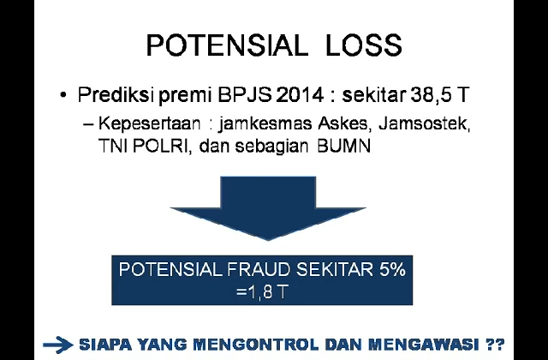 POTENSIAL LOSS
• Prediksi premi BPJS 2014 : sekitar 38,5 T
– Kepesertaan : jamkesmas Askes, Jamsostek,
TNI POLRI, dan sebagian BUMN
POTENSIAL FRAUD SEKITAR 5%
=1,8 T
SIAPA YANG MENGONTROL DAN MENGAWASI ??